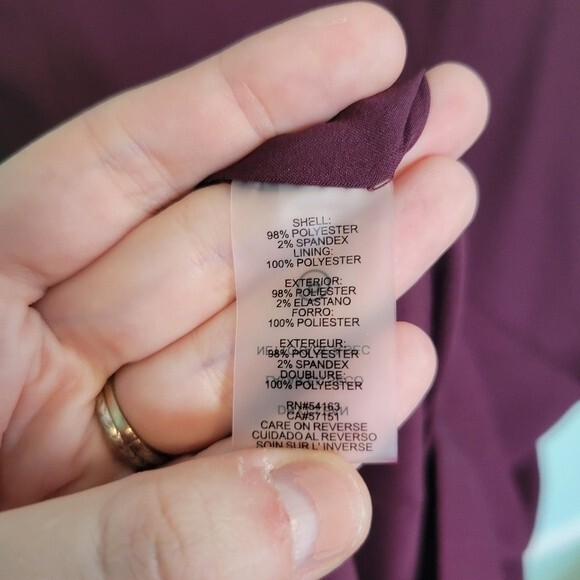 SHELL:
98% POLYESTER
2% SPANDEX
LINING:
100% POLYESTER
EXTERIOR:
98% POLIESTER
2% ELASTANO
FORRO:
100% POLIESTER
EXTERIEUR:
98% POLYESTER
2% SPANDEX
DOUBLURE:
100% POLYESTER
RN#54163
CA#57151
CARE ON REVERSE
CUIDADO AL REVERSO
SOIN SUR L' INVERSE